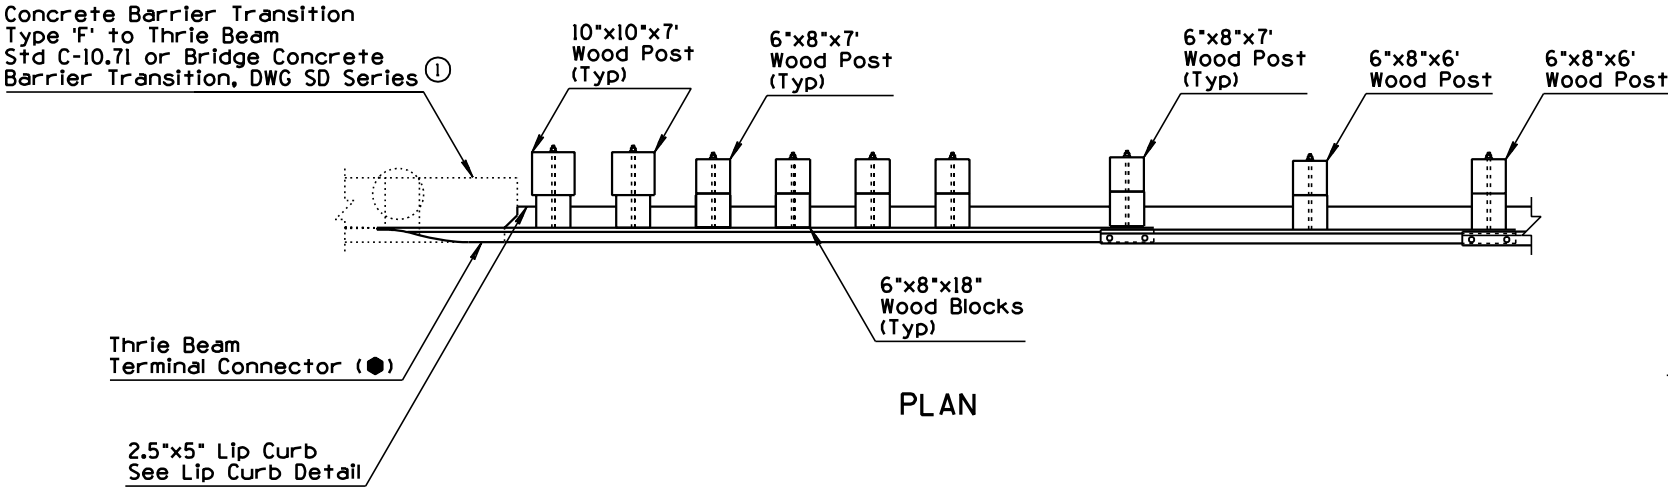 Concrete Barrier Transition
Type 'F' to Thrie Beam
Std C-10.71 or Bridge Concrete
Barrier Transition, DWG SD Series
1
10"x10"x7'
Wood Post
(Typ)
6"x8"x7'
Wood Post
(Typ)
6"x8"x7'
Wood Post
(Typ)
6"x8"x6'
Wood Post
6"x8"x6'
Wood Post
6"x8"x18"
Wood Blocks
(Typ)
Thrie Beam
Terminal Connector (⬢)
PLAN
2.5"x5" Lip Curb
See Lip Curb Detail